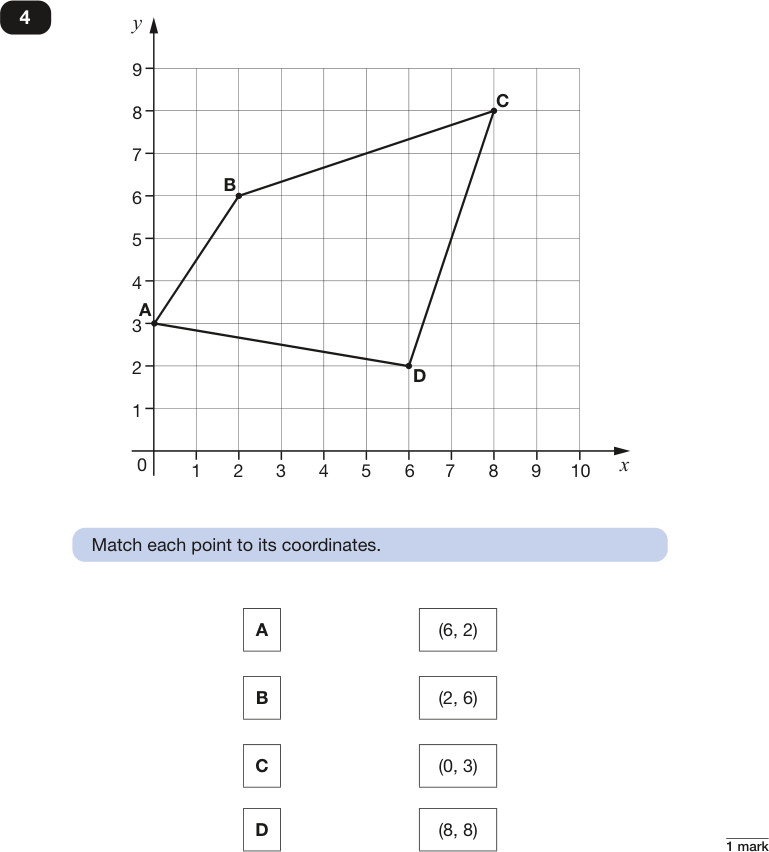 4
y
9
C
8
7
B
6
5
4
A
3
2
D
1
0 1 2 3 4 5 6 7 8 9 10 x
Match each point to its coordinates.
A (6, 2)
B (2, 6)
C (0, 3)
D (8, 8)
1 mark